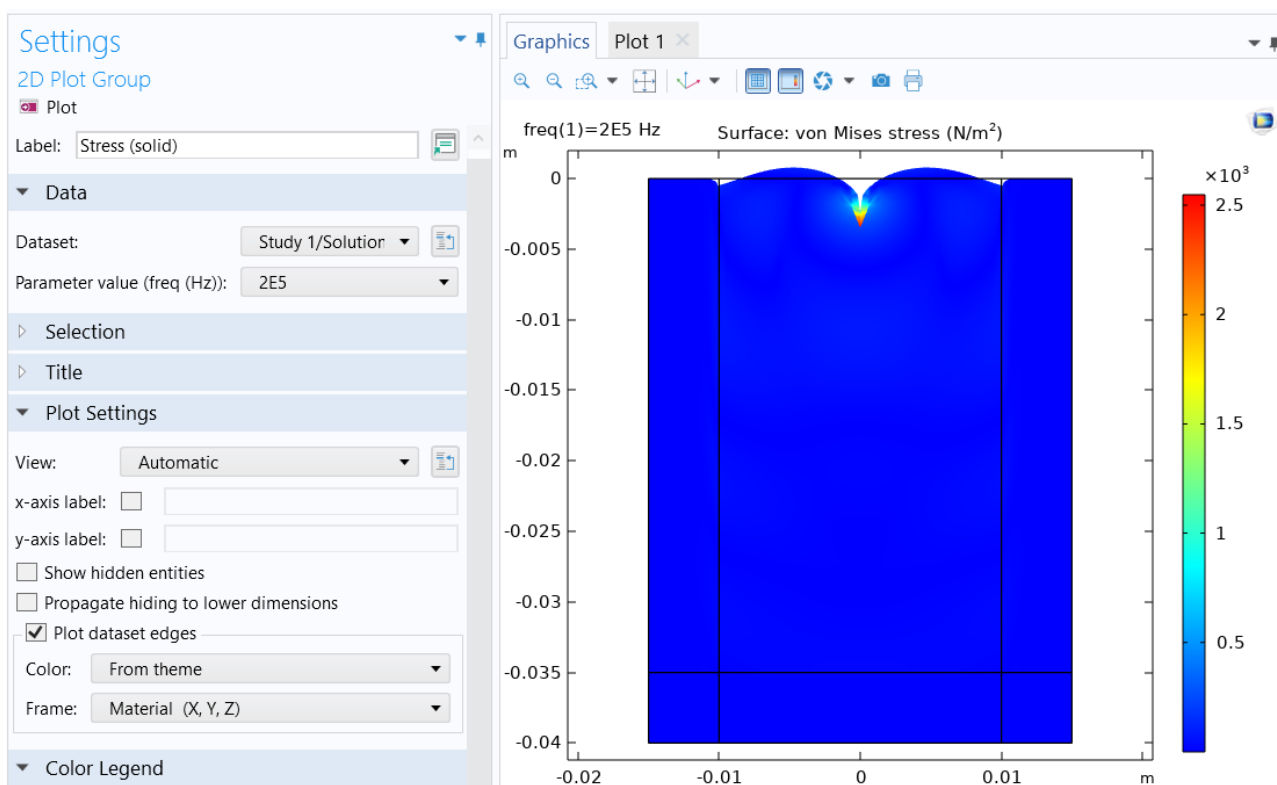 Settings
2D Plot Group
Plot
Label: Stress (solid)
Data
Dataset: Study 1/Solution
Parameter value (freq (Hz)): 2E5
Selection
Title
Plot Settings
View: Automatic
x-axis label:
y-axis label:
Show hidden entities
Propagate hiding to lower dimensions
Plot dataset edges
Color: From theme
Frame: Material (X, Y, Z)
Color Legend
Graphics Plot 1
freq(1)=2E5 Hz Surface: von Mises stress (N/m²)
m
0
-0.005
-0.01
-0.015
-0.02
-0.025
-0.03
-0.035
-0.04
-0.02 -0.01 0 0.01 m
×10³
2.5
2
1.5
1
0.5